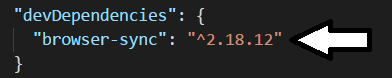 "devDependencies": {
"browser-sync": "^2.18.12"
}